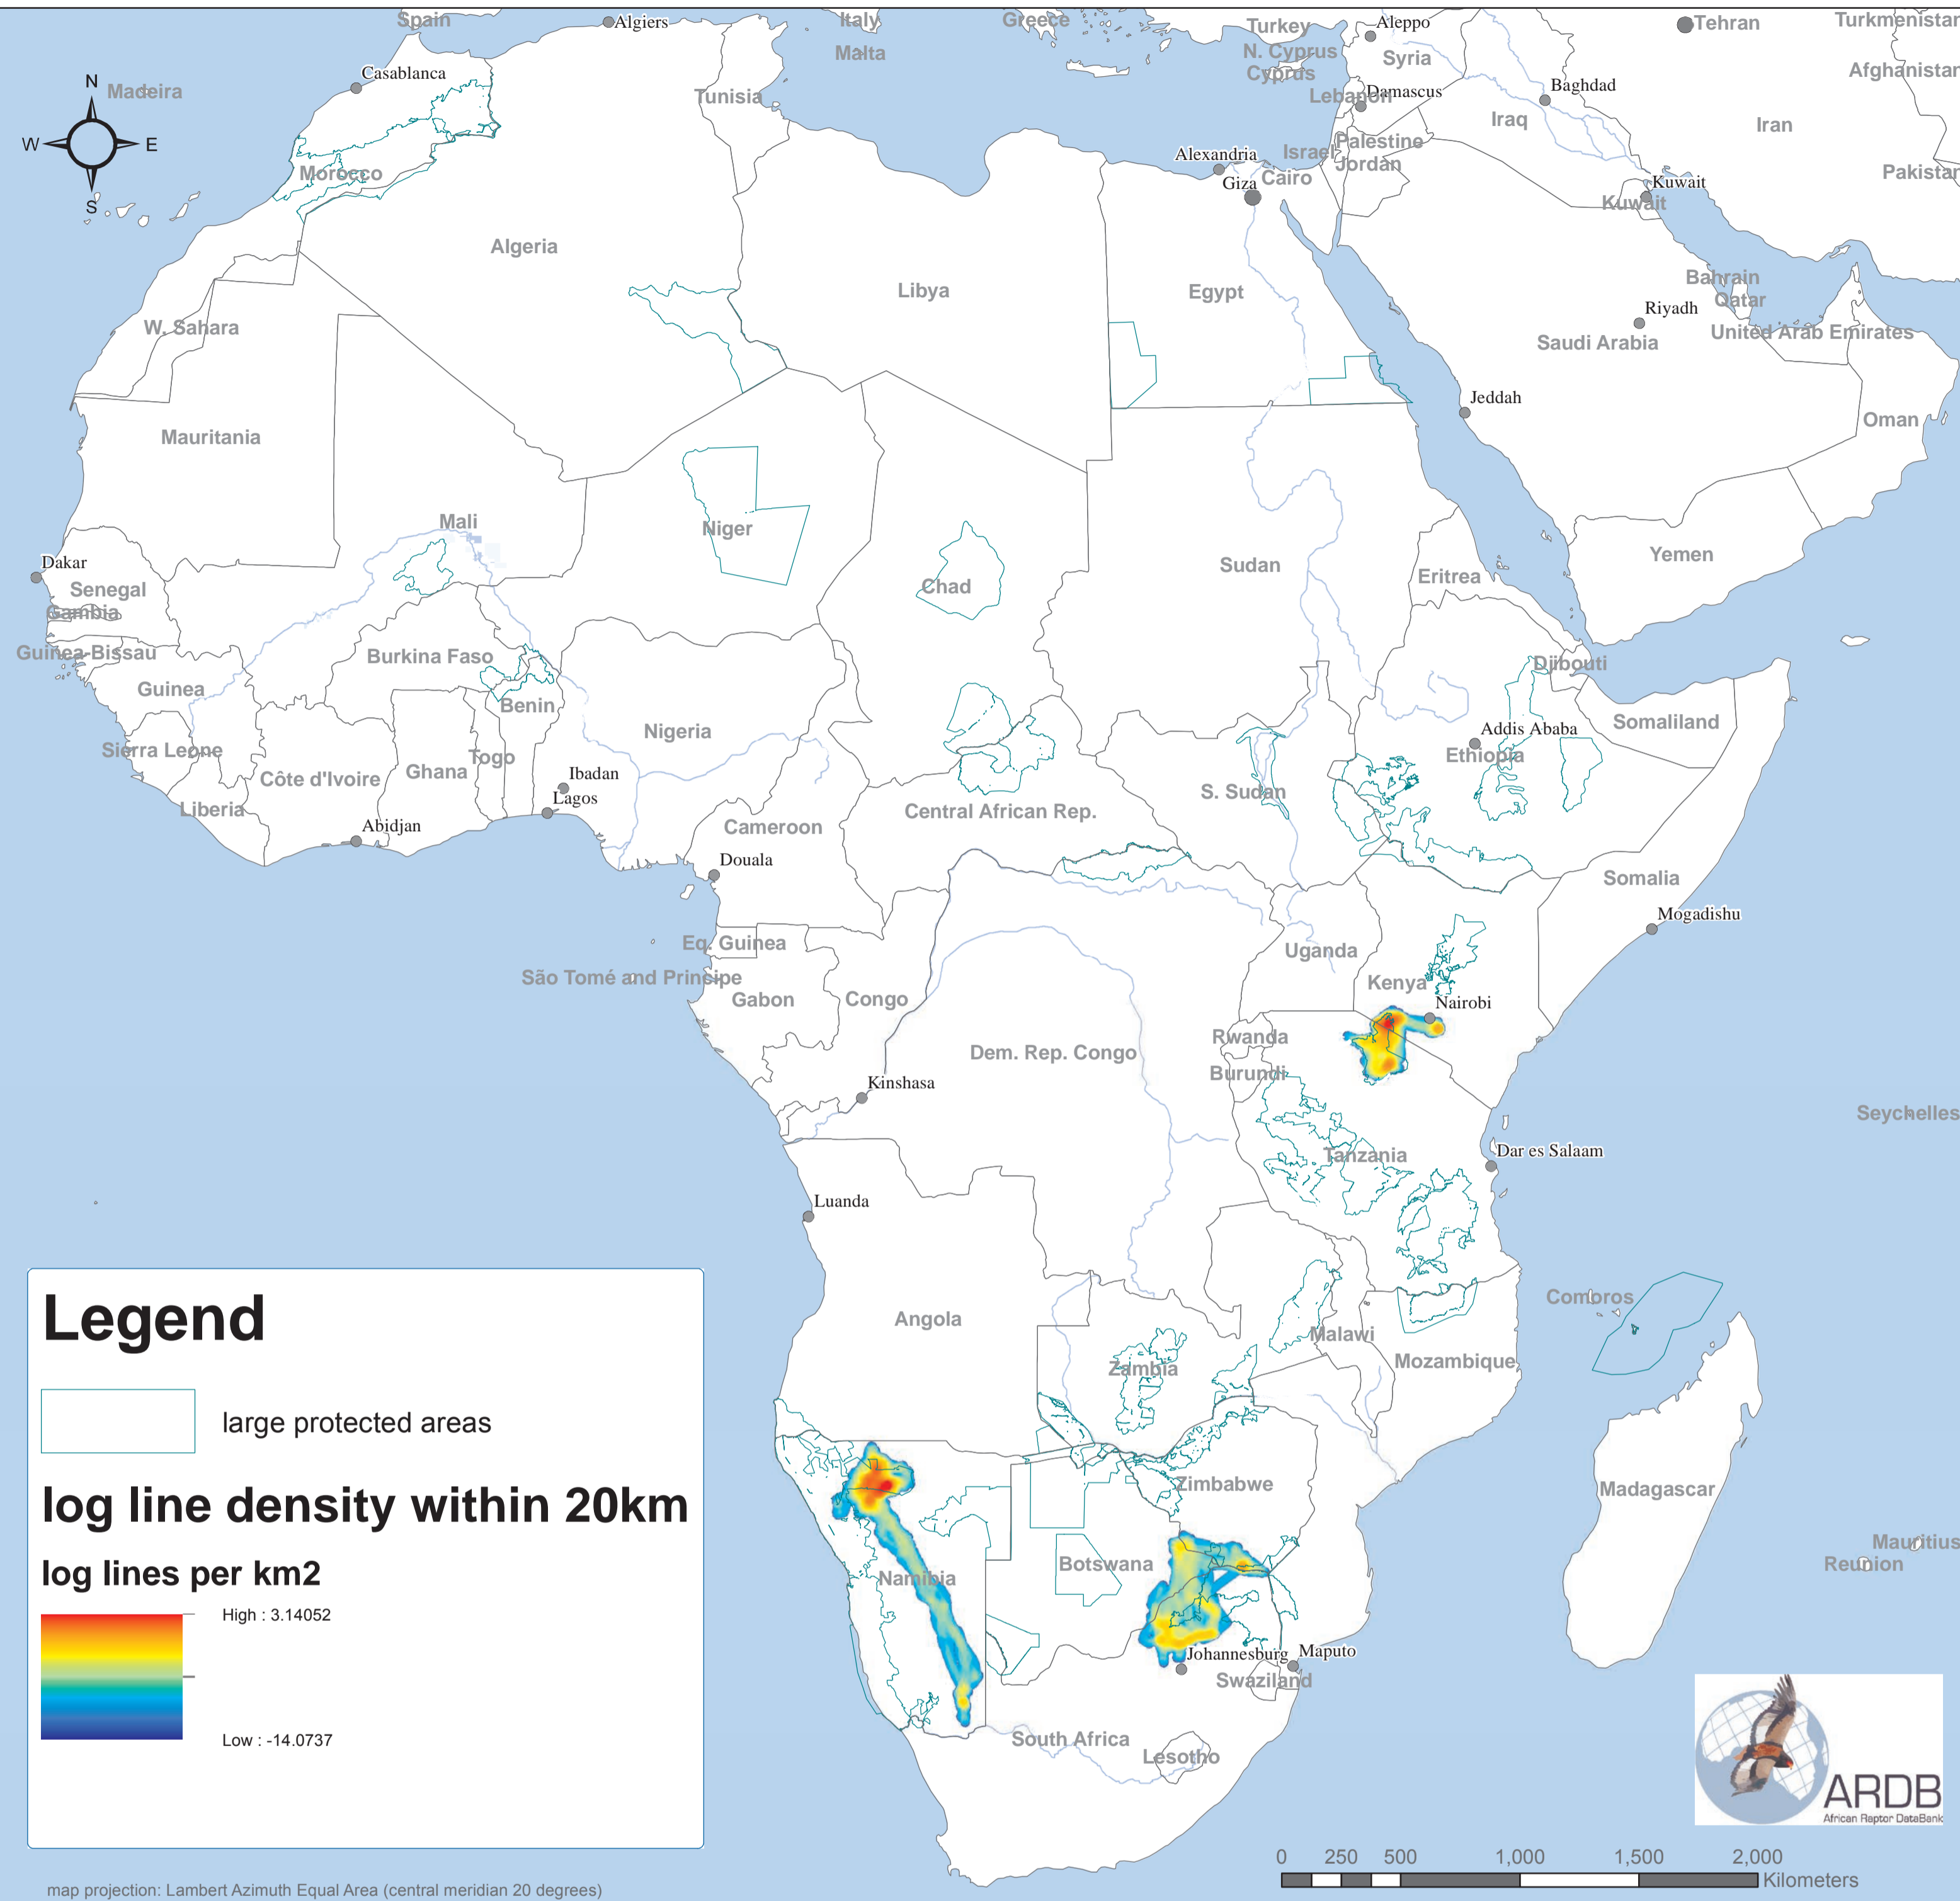 Spain
Algiers
Italy
Greece
Turkey
Aleppo
Tehran
Turkmenistan
Malta
N. Cyprus
Cyprus
Syria
Afghanistan
Casablanca
N
Madeira
Tunisia
Lebanon
Damascus
Baghdad
Iraq
Iran
W
E
S
Morocco
Alexandria
Israel
Palestine
Jordan
Giza
Cairo
Kuwait
Kuwait
Pakistan
Algeria
Libya
Egypt
Bahrain
Qatar
Riyadh
United Arab Emirates
Saudi Arabia
W. Sahara
Jeddah
Oman
Mauritania
Mali
Niger
Chad
Sudan
Eritrea
Yemen
Dakar
Senegal
Gambia
Guinea-Bissau
Burkina Faso
Djibouti
Guinea
Benin
Nigeria
Addis Ababa
Ethiopia
Somaliland
Sierra Leone
Côte d'Ivoire
Ghana
Togo
Ibadan
Lagos
Liberia
Abidjan
Cameroon
Central African Rep.
S. Sudan
Douala
Somalia
Mogadishu
Eq. Guinea
São Tomé and Principe
Gabon
Congo
Uganda
Kenya
Nairobi
Rwanda
Burundi
Dem. Rep. Congo
Kinshasa
Seychelles
Tanzania
Dar es Salaam
Luanda
Angola
Zambia
Malawi
Comoros
Mozambique
Legend
large protected areas
log line density within 20km
log lines per km2
High : 3.14052
Low : -14.0737
Zimbabwe
Madagascar
Mauritius
Reunion
Botswana
Namibia
Johannesburg
Maputo
Swaziland
South Africa
Lesotho
ARDB
African Raptor DataBank
0 250 500 1,000 1,500 2,000
Kilometers
map projection: Lambert Azimuth Equal Area (central meridian 20 degrees)